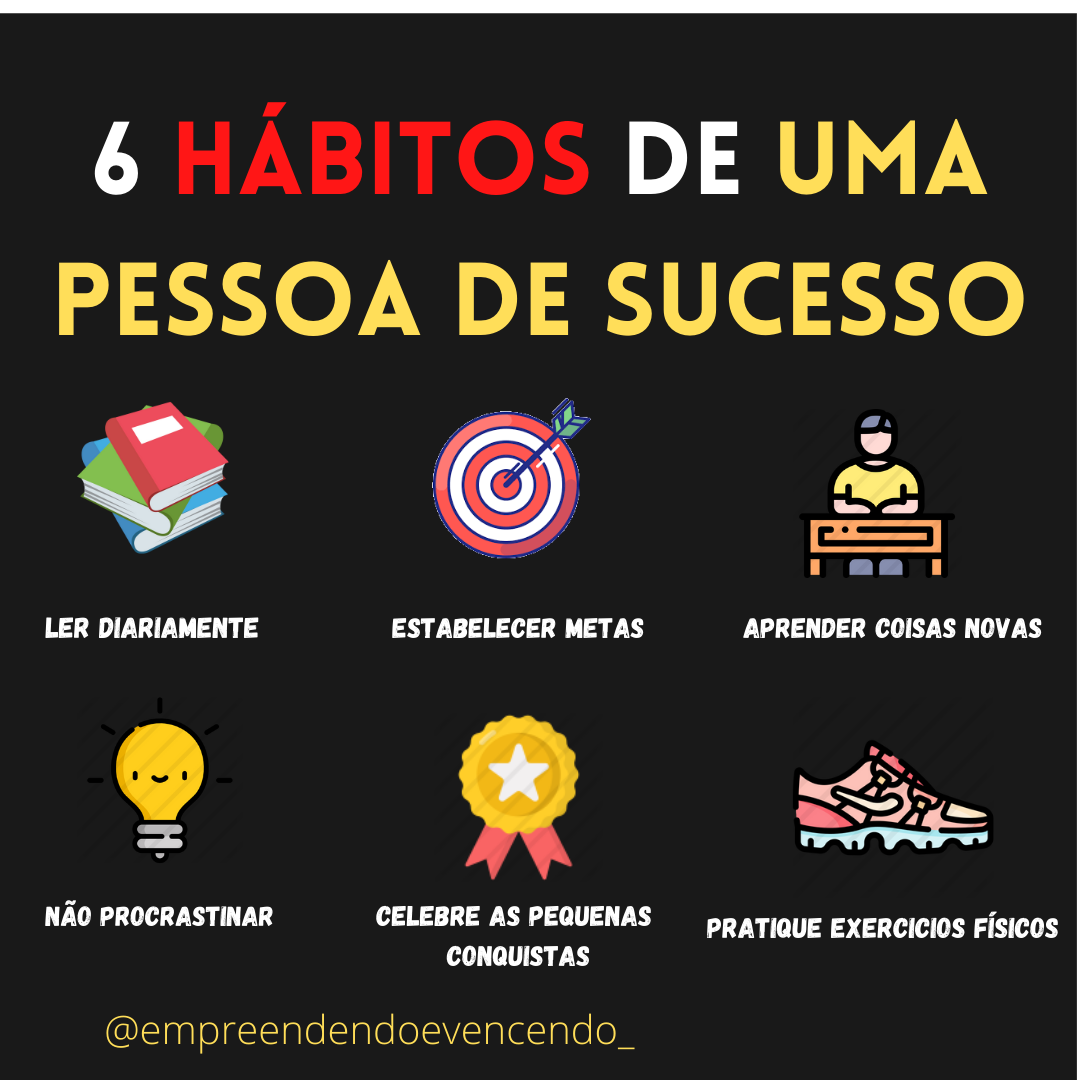 6 HÁBITOS DE UMA
PESSOA DE SUCESSO
LER DIARIAMENTE
ESTABELECER METAS
APRENDER COISAS NOVAS
NÃO PROCRASTINAR
CELEBRE AS PEQUENAS
CONQUISTAS
PRATIQUE EXERCICIOS FÍSICOS
@empreendendoevencendo_